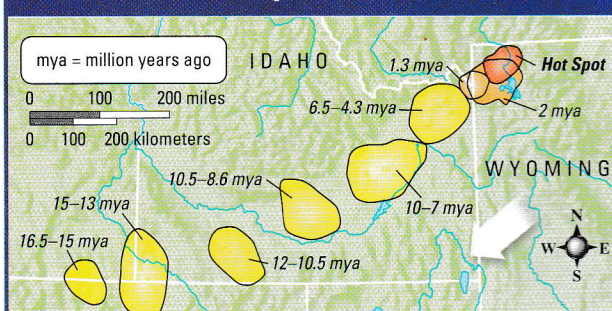 mya = million years ago
IDAHO
1.3 mya
Hot Spot
0 100 200 miles
0 100 200 kilometers
6.5–4.3 mya
2 mya
WYOMING
10.5–8.6 mya
10–7 mya
15–13 mya
N
16.5–15 mya
W E
12–10.5 mya
S